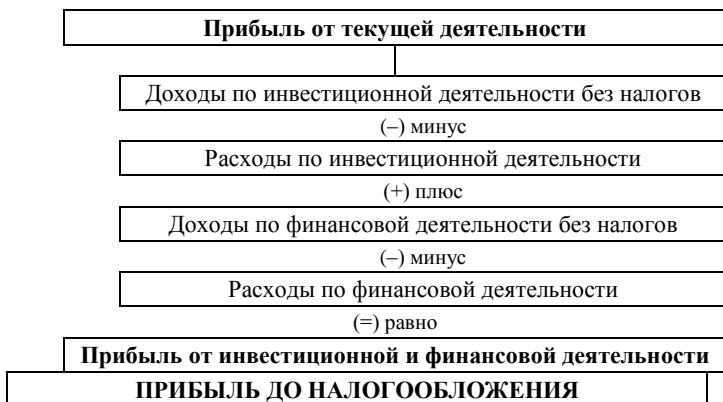 Прибыль от текущей деятельности
Доходы по инвестиционной деятельности без налогов
(–) минус
Расходы по инвестиционной деятельности
(+) плюс
Доходы по финансовой деятельности без налогов
(–) минус
Расходы по финансовой деятельности
(=) равно
Прибыль от инвестиционной и финансовой деятельности
ПРИБЫЛЬ ДО НАЛОГООБЛОЖЕНИЯ